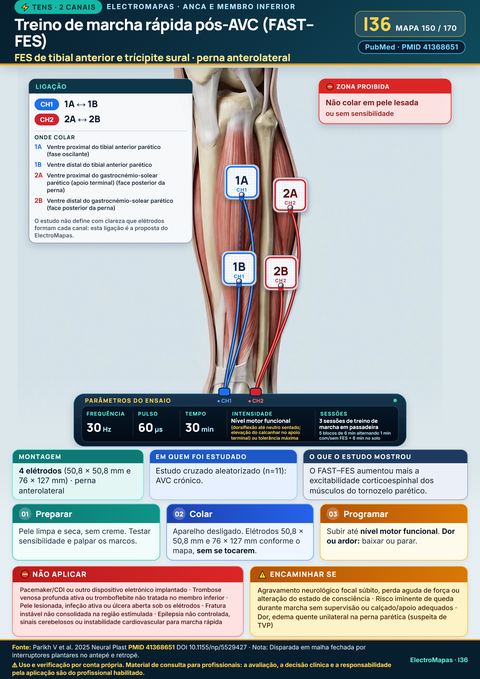 ⚡ TENS · 2 CANAIS
ELECTROMAPAS · ANCA E MEMBRO INFERIOR
Treino de marcha rápida pós-AVC (FAST–
FES)
FES de tibial anterior e trícipite sural · perna anterolateral
I36 MAPA 150 / 170
PubMed · PMID 41368651
LIGAÇÃO
CH1 1A ↔ 1B
CH2 2A ↔ 2B
ONDE COLAR
1A Ventre proximal do tibial anterior parético
(fase oscilante)
1B Ventre distal do tibial anterior parético
2A Ventre proximal do gastrocnémio-solear
parético (apoio terminal) (face posterior da
perna)
2B Ventre distal do gastrocnémio-solear parético
(face posterior da perna)
O estudo não define com clareza que elétrodos
formam cada canal: esta ligação é a proposta do
ElectroMapas.
⛔ ZONA PROIBIDA
Não colar em pele lesada
ou sem sensibilidade
1A
CH1
2A
CH2
1B
CH1
2B
CH2
CH1
CH2
PARÂMETROS DO ENSAIO
FREQUÊNCIA
30 Hz
PULSO
60 µs
TEMPO
30 min
INTENSIDADE
Nível motor funcional
(dorsiflexão até neutro sentado;
elevação do calcanhar no apoio
terminal) ou tolerância máxima
SESSÕES
3 sessões de treino de
marcha em passadeira
5 blocos de 6 min alternando 1 min
com/sem FES + 6 min no solo
MONTAGEM
4 elétrodos (50,8 × 50,8 mm e
76 × 127 mm) · perna
anterolateral
EM QUEM FOI ESTUDADO
Estudo cruzado aleatorizado (n=11):
AVC crónico.
O QUE O ESTUDO MOSTROU
O FAST–FES aumentou mais a
excitabilidade corticoespinhal dos
músculos do tornozelo parético.
01 Preparar
Pele limpa e seca, sem creme. Testar
sensibilidade e palpar os marcos.
02 Colar
Aparelho desligado. Elétrodos 50,8 ×
50,8 mm e 76 × 127 mm conforme o
mapa, sem se tocarem.
03 Programar
Subir até nível motor funcional. Dor
ou ardor: baixar ou parar.
⛔ NÃO APLICAR
Pacemaker/CDI ou outro dispositivo eletrónico implantado · Trombose
venosa profunda ativa ou tromboflebite não tratada no membro inferior ·
Pele lesionada, infeção ativa ou úlcera aberta sob os elétrodos · Fratura
instável não consolidada na região estimulada · Epilepsia não controlada,
sinais cerebelosos ou instabilidade cardiovascular para marcha rápida
⚠ ENCAMINHAR SE
Agravamento neurológico focal súbito, perda aguda de força ou
alteração do estado de consciência · Risco iminente de queda
durante marcha sem supervisão ou calçado/apoio adequados ·
Dor, edema quente unilateral na perna parética (suspeita de
TVP)
Fonte: Parikh V et al. 2025 Neural Plast PMID 41368651 DOI 10.1155/np/5529427 · Nota: Disparada em malha fechada por
interruptores plantares no antepé e retropé.
⚠ Uso e verificação por conta própria. Material de consulta para profissionais: a avaliação, a decisão clínica e a responsabilidade
pela aplicação são do profissional habilitado.
ElectroMapas · I36